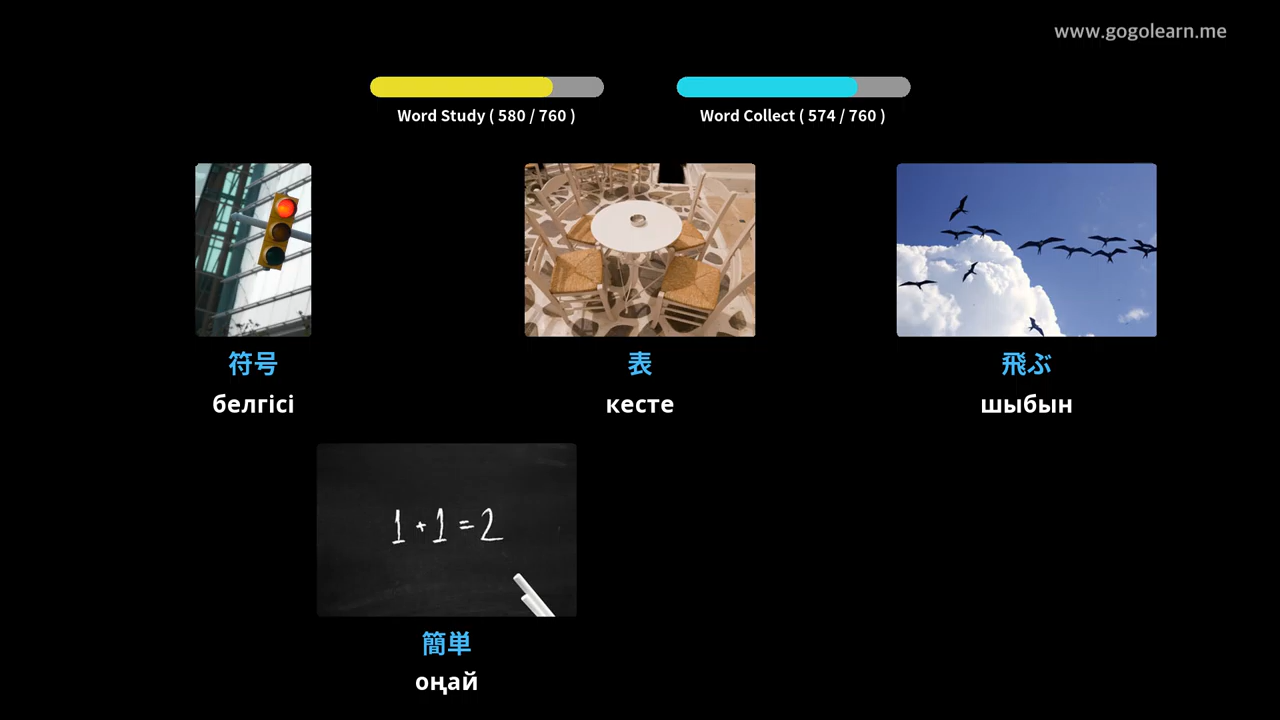 www.gogolearn.me
Word Study ( 580 / 760 )
Word Collect ( 574 / 760 )
符号
белгісі
表
кесте
飛ぶ
шыбын
1 + 1 = 2
簡単
оңай